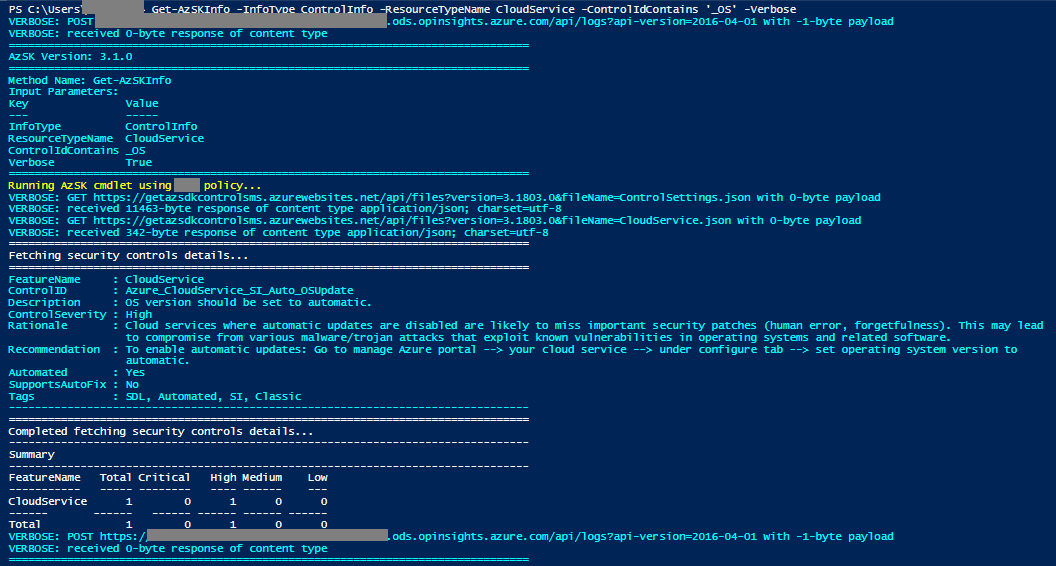 PS C:\Users\ Get-AzSKInfo -InfoType ControlInfo -ResourceTypeName CloudService -ControlIdContains '_OS' -Verbose
VERBOSE: POST .ods.opinsights.azure.com/api/logs?api-version=2016-04-01 with -1-byte payload
VERBOSE: received 0-byte response of content type
================================================================================
AzSK Version: 3.1.0
================================================================================
Method Name: Get-AzSKInfo
Input Parameters:
Key               Value
---               -----
InfoType          ControlInfo
ResourceTypeName  CloudService
ControlIdContains _OS
Verbose           True
================================================================================
Running AzSK cmdlet using policy...
VERBOSE: GET https://getazsdkcontrolsms.azurewebsites.net/api/files?version=3.1803.0&fileName=ControlSettings.json with 0-byte payload
VERBOSE: received 11463-byte response of content type application/json; charset=utf-8
VERBOSE: GET https://getazsdkcontrolsms.azurewebsites.net/api/files?version=3.1803.0&fileName=CloudService.json with 0-byte payload
VERBOSE: received 342-byte response of content type application/json; charset=utf-8
================================================================================
Fetching security controls details...
================================================================================
FeatureName     : CloudService
ControlID       : Azure_CloudService_SI_Auto_OSUpdate
Description     : OS version should be set to automatic.
ControlSeverity : High
Rationale       : Cloud services where automatic updates are disabled are likely to miss important security patches (human error, forgetfulness). This may lead
                  to compromise from various malware/trojan attacks that exploit known vulnerabilities in operating systems and related software.
Recommendation  : To enable automatic updates: Go to manage Azure portal --> your cloud service --> under configure tab --> set operating system version to
                  automatic.
Automated       : Yes
SupportsAutoFix : No
Tags            : SDL, Automated, SI, Classic
--------------------------------------------------------------------------------
================================================================================
Completed fetching security controls details...
--------------------------------------------------------------------------------
Summary
--------------------------------------------------------------------------------
FeatureName   Total Critical   High Medium    Low
-----------   ----- --------   ---- ------    ---
CloudService      1        0      1      0      0
------       ------   ------ ------ ------ ------
Total             1        0      1      0      0
VERBOSE: POST https:/ .ods.opinsights.azure.com/api/logs?api-version=2016-04-01 with -1-byte payload
VERBOSE: received 0-byte response of content type
================================================================================